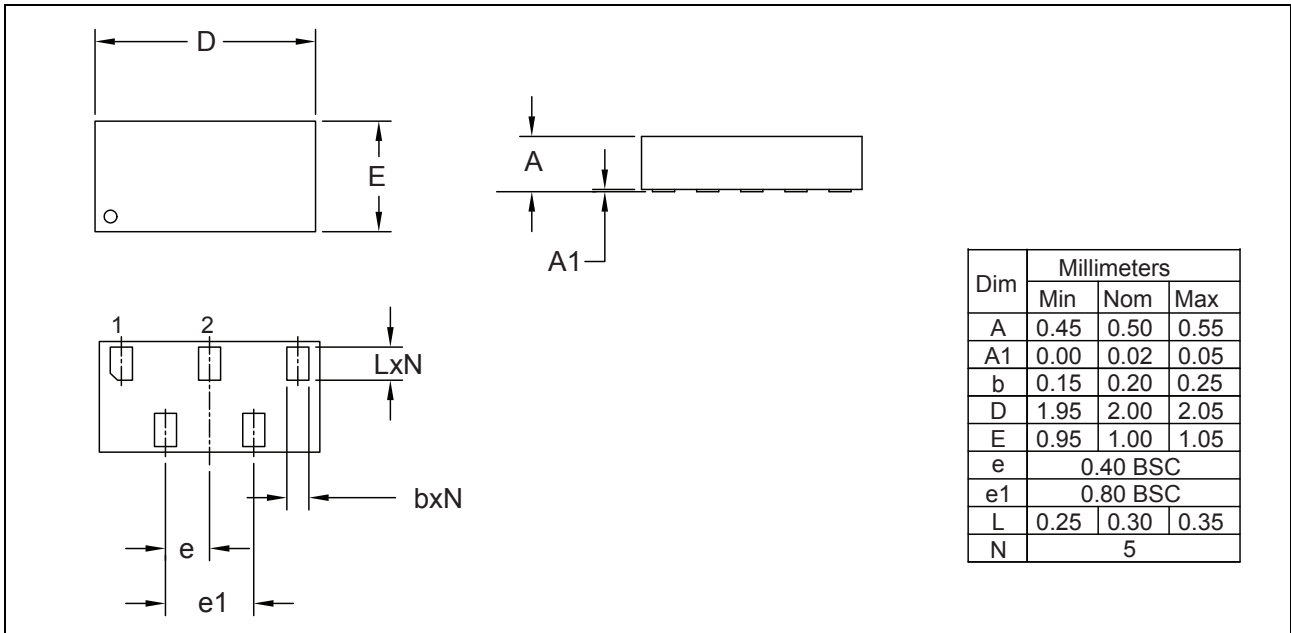 D
E
A
A1
1 2
LxN
bxN
e
e1
Dim Millimeters
Min Nom Max
A 0.45 0.50 0.55
A1 0.00 0.02 0.05
b 0.15 0.20 0.25
D 1.95 2.00 2.05
E 0.95 1.00 1.05
e 0.40 BSC
e1 0.80 BSC
L 0.25 0.30 0.35
N 5